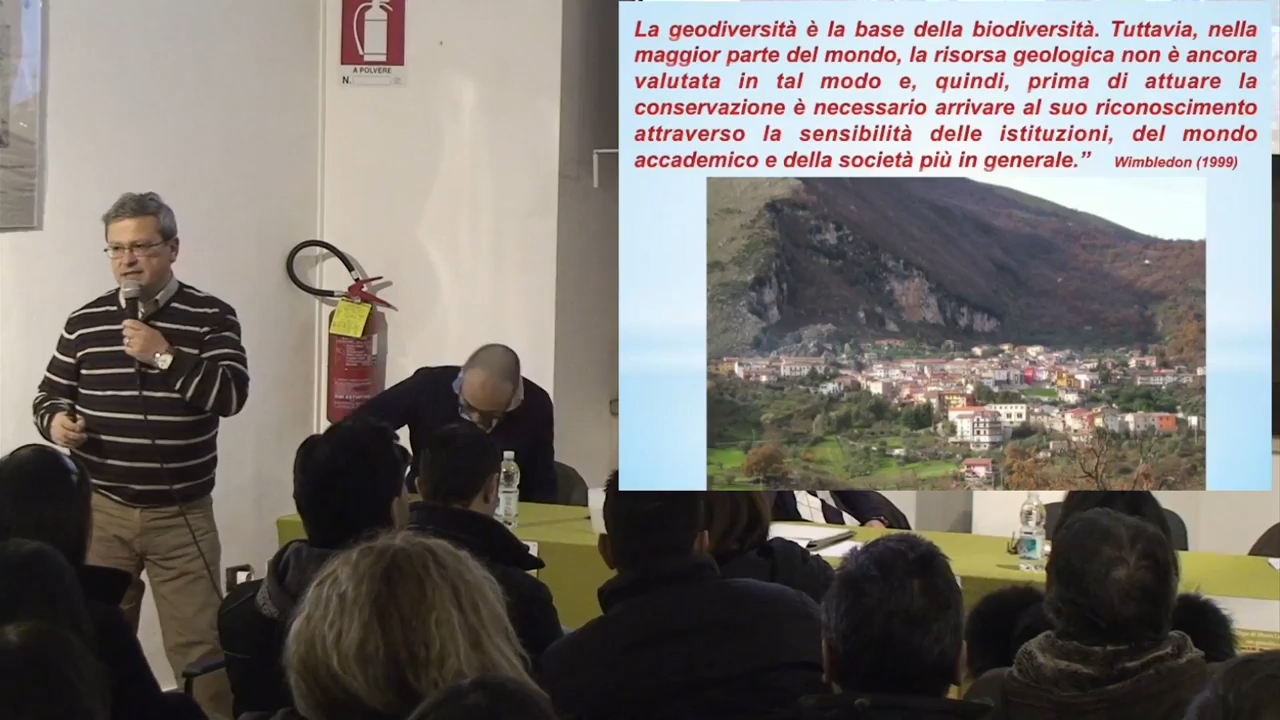 La geodiversità è la base della biodiversità. Tuttavia, nella
maggior parte del mondo, la risorsa geologica non è ancora
valutata in tal modo e, quindi, prima di attuare la
conservazione è necessario arrivare al suo riconoscimento
attraverso la sensibilità delle istituzioni, del mondo
accademico e della società più in generale.” Wimbledon (1999)
A POLVERE
N.